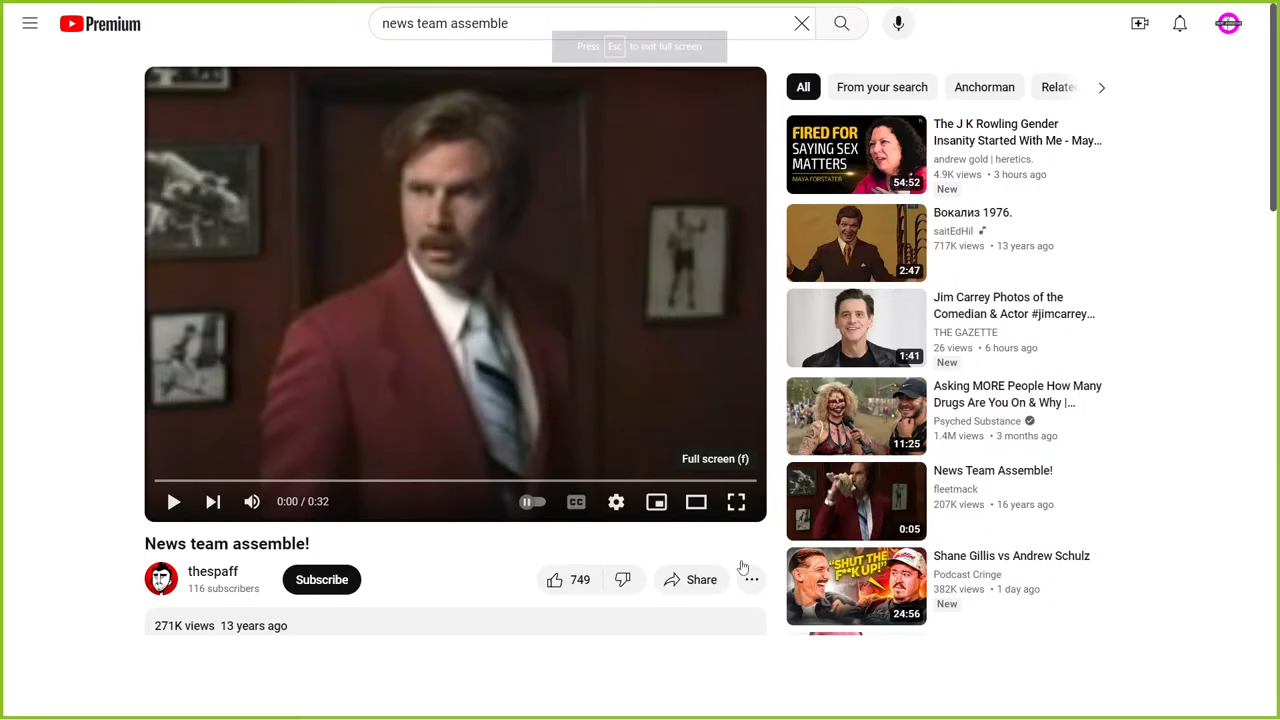 Premium
news team assemble
Press Esc to exit full screen
All
From your search
Anchorman
Relate
FIRED FOR
SAYING SEX
MATTERS
MAYA FORSTATER
54:52
The J K Rowling Gender
Insanity Started With Me - May...
andrew gold | heretics.
4.9K views • 3 hours ago
New
2:47
Вокализ 1976.
saitEdHil
717K views • 13 years ago
1:41
Jim Carrey Photos of the
Comedian & Actor #jimcarrey...
THE GAZETTE
26 views • 6 hours ago
New
11:25
Asking MORE People How Many
Drugs Are You On & Why |...
Psyched Substance
1.4M views • 3 months ago
0:05
News Team Assemble!
fleetmack
207K views • 16 years ago
"SHUT THE
F**K UP!"
24:56
Shane Gillis vs Andrew Schulz
Podcast Cringe
382K views • 1 day ago
New
Full screen (f)
0:00 / 0:32
CC
News team assemble!
thespaff
116 subscribers
Subscribe
749
Share
271K views 13 years ago